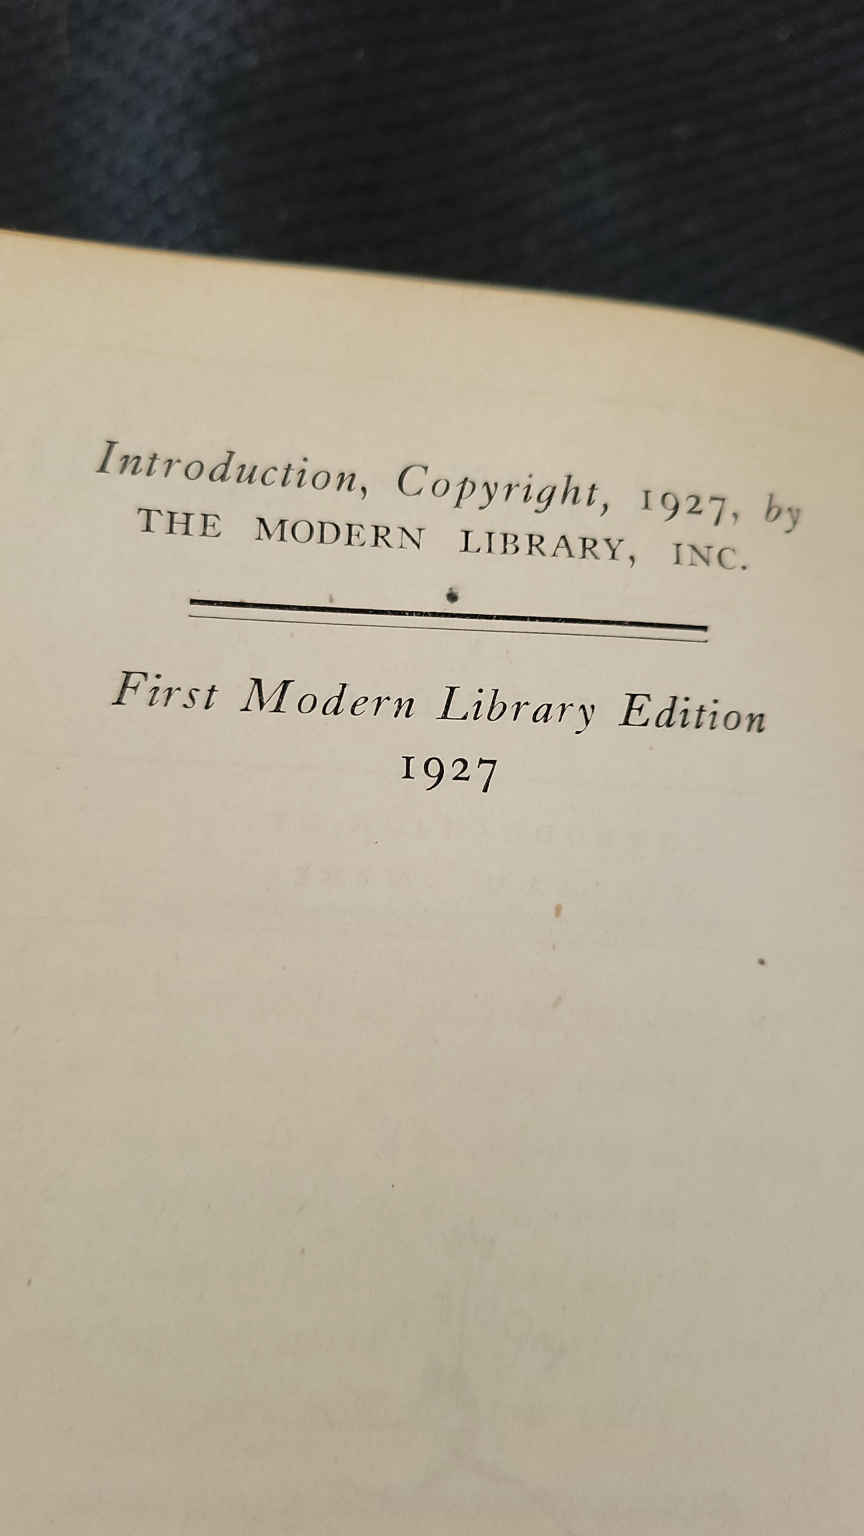 Introduction, Copyright, 1927, by
THE MODERN LIBRARY, INC.
First Modern Library Edition
1927